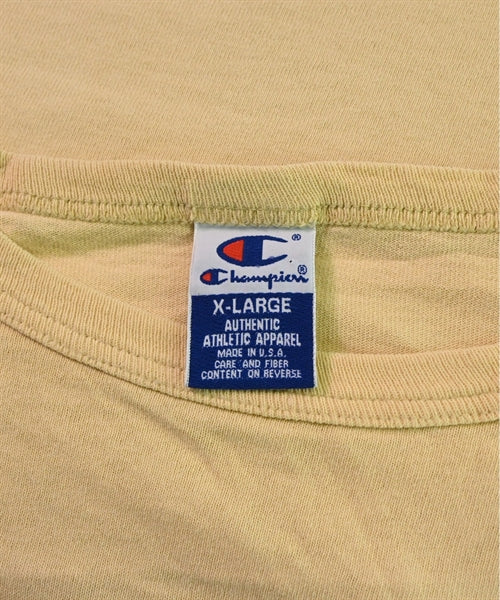 ®
Champion®
X-LARGE
AUTHENTIC
ATHLETIC APPAREL
MADE IN U.S.A.
CARE AND FIBER
CONTENT ON REVERSE